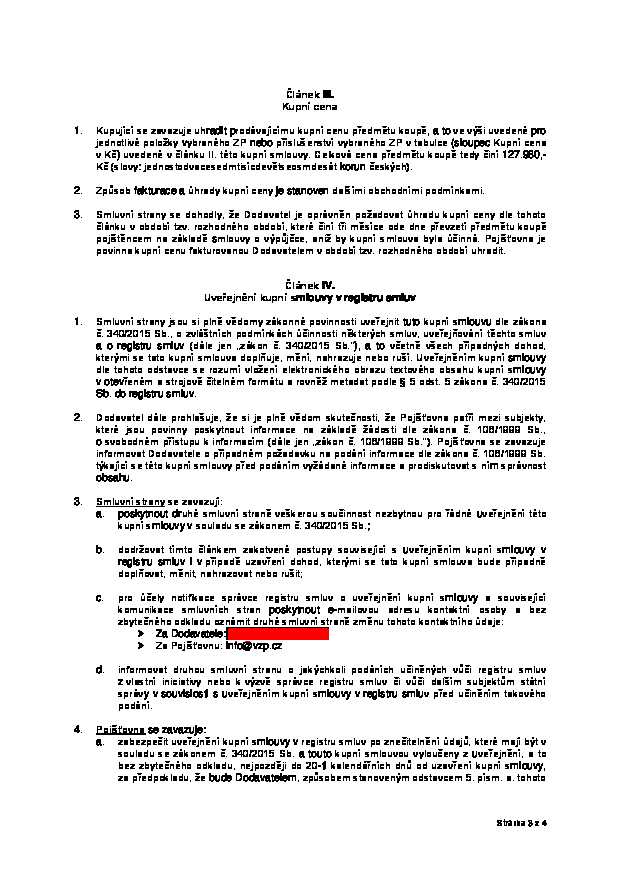 Článek III.
Kupní cena
1. Kupující se zavazuje uhradit prodávajícímu kupní cenu předmětu koupě, a to ve výši uvedené pro
jednotlivé položky vybraného ZP nebo příslušenství vybraného ZP v tabulce (sloupec Kupní cena
v Kč) uvedené v článku II. této kupní smlouvy. Celková cena předmětu koupě tedy činí 127.980,-
Kč (slovy: jednostodvacesedmtisícdevětsetosmdesát korun českých).
2. Způsob fakturace a úhrady kupní ceny je stanoven dalšími obchodními podmínkami.
3. Smluvní strany se dohodly, že Dodavatel je oprávněn požadovat úhradu kupní ceny dle tohoto
článku v období tzv. rozhodného období, které činí tři měsíce ode dne převzetí předmětu koupě
pojištěncem na základě smlouvy o výpůjčce, aniž by kupní smlouva byla účinná. Pojišťovna je
povinna kupní cenu fakturovanou Dodavatelem v období tzv. rozhodného období uhradit.
Článek IV.
Uveřejnění kupní smlouvy v registru smluv
1. Smluvní strany jsou si plně vědomy zákonné povinnosti uveřejnit tuto kupní smlouvu dle zákona
č. 340/2015 Sb., o zvláštních podmínkách účinnosti některých smluv, uveřejňování těchto smluv
a o registru smluv (dále jen „zákon č. 340/2015 Sb."), a to včetně všech případných dohod,
kterými se tato kupní smlouva doplňuje, mění, nahrazuje nebo ruší. Uveřejněním kupní smlouvy
dle tohoto odstavce se rozumí vložení elektronického obrazu textového obsahu kupní smlouvy
v otevřeném a strojově čitelném formátu a rovněž metadat podle § 5 odst. 5 zákona č. 340/2015
Sb. do registru smluv.
2. Dodavatel dále prohlašuje, že si je plně vědom skutečnosti, že Pojišťovna patří mezi subjekty,
které jsou povinny poskytnout informace na základě žádosti dle zákona č. 106/1999 Sb.,
o svobodném přístupu k informacím (dále jen „zákon č. 106/1999 Sb."). Pojišťovna se zavazuje
informovat Dodavatele o případném požadavku na podání informace dle zákona č. 106/1999 Sb.
týkající se této kupní smlouvy před podáním vyžádané informace a prodiskutovat s ním správnost
obsahu.
3. Smluvní strany se zavazují:
a. poskytnout druhé smluvní straně veškerou součinnost nezbytnou pro řádné uveřejnění této
kupní smlouvy v souladu se zákonem č. 340/2015 Sb.;
b. dodržovat tímto článkem zakotvené postupy související s uveřejněním kupní smlouvy v
registru smluv i v případě uzavření dohod, kterými se tato kupní smlouva bude případně
doplňovat, měnit, nahrazovat nebo rušit;
c. pro účely notifikace správce registru smluv o uveřejnění kupní smlouvy a související
komunikace smluvních stran poskytnout e-mailovou adresu kontaktní osoby a bez
zbytečného odkladu oznámit druhé smluvní straně změnu tohoto kontaktního údaje:
➤ Za Dodavatele:
➤ Za Pojišťovnu: info@vzp.cz
d. informovat druhou smluvní stranu o jakýchkoli podáních učiněných vůči registru smluv
z vlastní iniciativy nebo k výzvě správce registru smluv či vůči dalším subjektům státní
správy v souvislosti s uveřejněním kupní smlouvy v registru smluv před učiněním takového
podání.
4. Pojišťovna se zavazuje:
a. zabezpečit uveřejnění kupní smlouvy v registru smluv po znečitelnění údajů, které mají být v
souladu se zákonem č. 340/2015 Sb. a touto kupní smlouvou vyloučeny z uveřejnění, a to
bez zbytečného odkladu, nejpozději do 20-ti kalendářních dnů od uzavření kupní smlouvy,
za předpokladu, že bude Dodavatelem, způsobem stanoveným odstavcem 5. písm. a. tohoto
Stránka 3 z 4